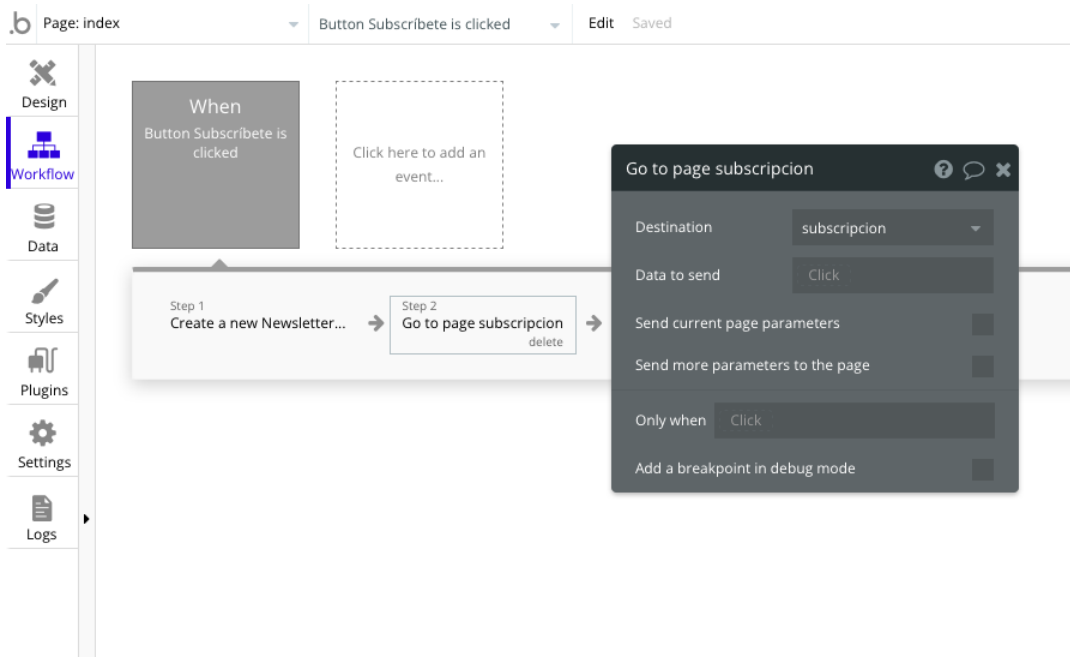 .b Page: index Button Subscríbete is clicked Edit Saved
Design
Workflow
Data
Styles
Plugins
Settings
Logs
When
Button Subscríbete is
clicked
Click here to add an
event...
Step 1
Create a new Newsletter...
Step 2
Go to page subscripcion
delete
Go to page subscripcion
Destination subscripcion
Data to send Click
Send current page parameters
Send more parameters to the page
Only when Click
Add a breakpoint in debug mode